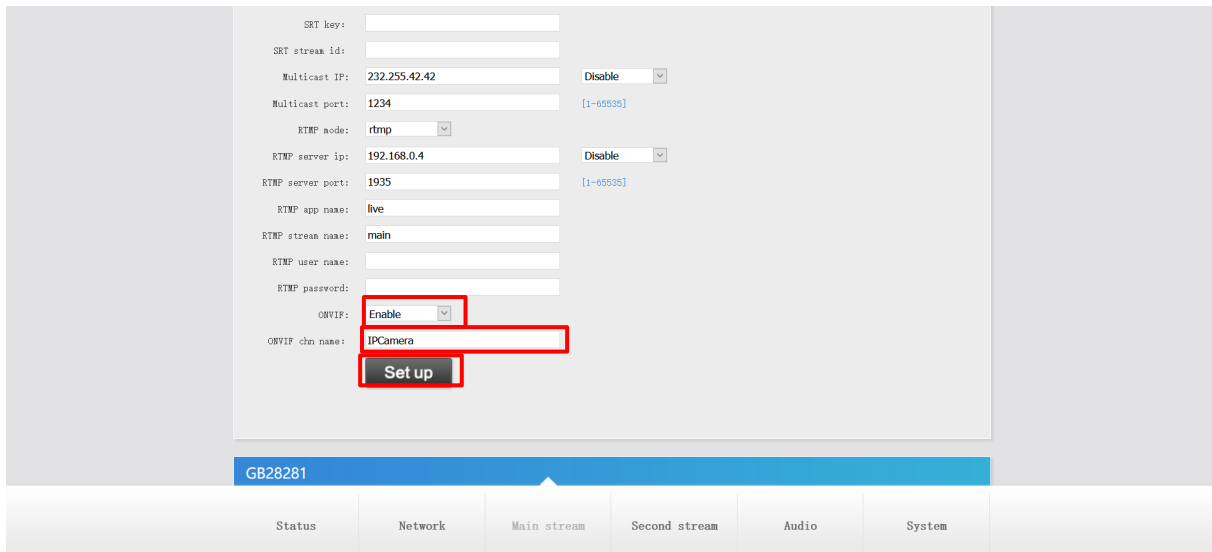 SRT key:
SRT stream id:
Multicast IP: 232.255.42.42 Disable
Multicast port: 1234 [1-65535]
RTMP mode: rtmp
RTMP server ip: 192.168.0.4 Disable
RTMP server port: 1935 [1-65535]
RTMP app name: live
RTMP stream name: main
RTMP user name:
RTMP password:
ONVIF: Enable
ONVIF chn name: IPCamera
Set up
GB28281
Status Network Main stream Second stream Audio System